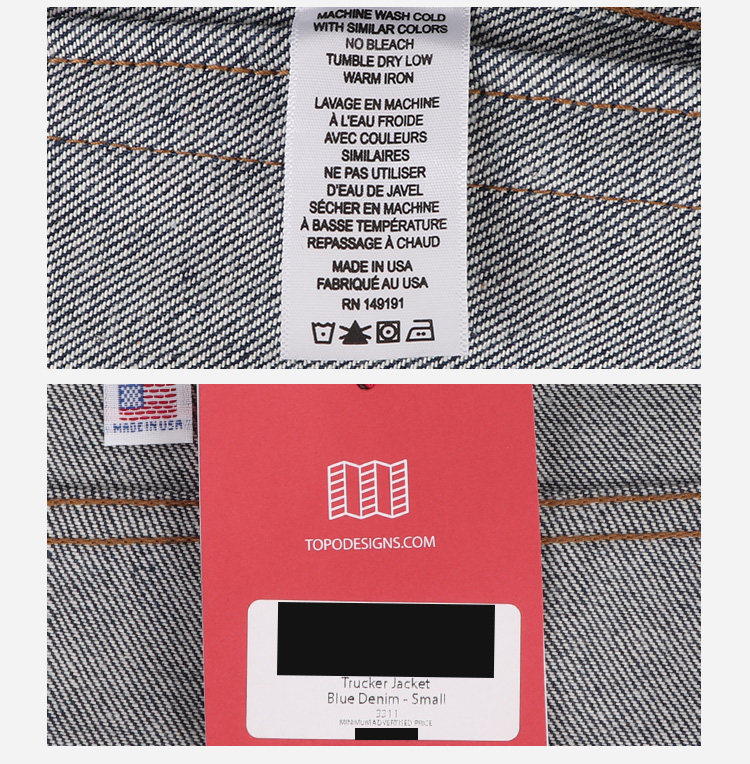 MACHINE WASH COLD
WITH SIMILAR COLORS
NO BLEACH
TUMBLE DRY LOW
WARM IRON
LAVAGE EN MACHINE
À L'EAU FROIDE
AVEC COULEURS
SIMILAIRES
NE PAS UTILISER
D'EAU DE JAVEL
SÉCHER EN MACHINE
À BASSE TEMPÉRATURE
REPASSAGE À CHAUD
MADE IN USA
FABRIQUÉ AU USA
RN 149191
MADE IN USA
TOPODESIGNS.COM
Trucker Jacket
Blue Denim - Small
3311
MINIMUM ADVERTISED PRICE